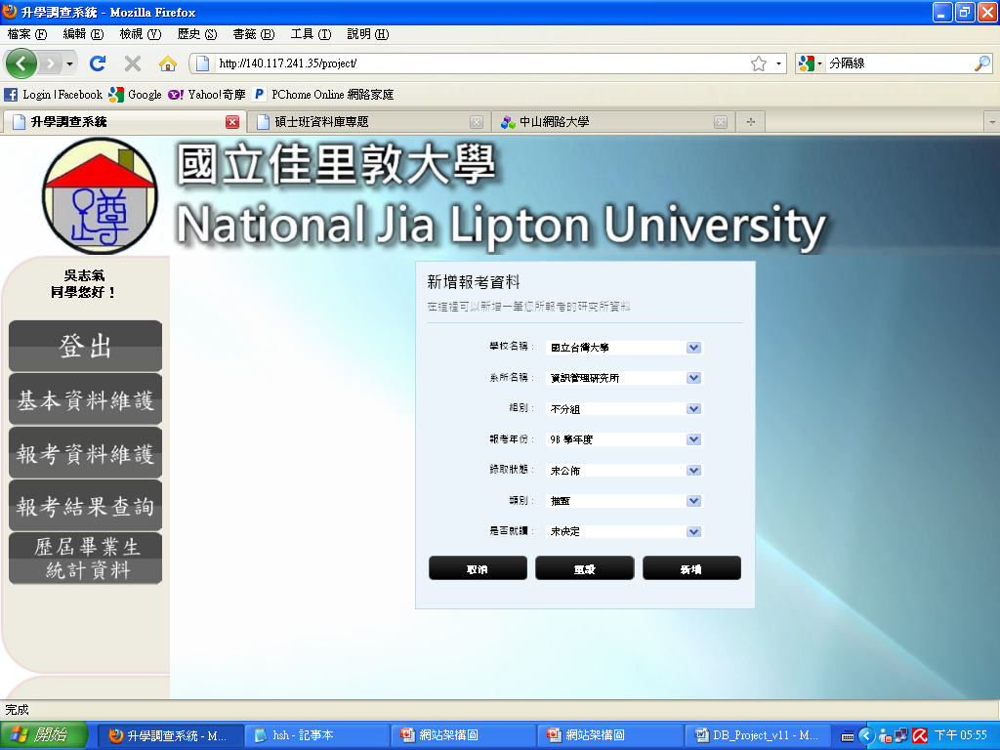 升學調查系統 - Mozilla Firefox
檔案(F) 編輯(E) 檢視(V) 歷史(S) 書籤(B) 工具(T) 說明(H)
http://140.117.241.35/project/
分隔線
Login | Facebook Google Yahoo!奇摩 PChome Online 網路家庭
升學調查系統 碩士班資料庫專題 中山網路大學
國立佳里敦大學
National Jia Lipton University
吳志氣
同學您好！
登出
基本資料維護
報考資料維護
報考結果查詢
歷屆畢業生
統計資料
新增報考資料
在這裡可以新增一筆您所報考的研究所資料
學校名稱： 國立台灣大學
系所名稱： 資訊管理研究所
組別： 不分組
報考年份： 98 學年度
錄取狀態： 未公佈
類別： 推甄
是否就讀： 未決定
取消 重設 新增
完成
開始 升學調查系統 - M... hsh - 記事本 網站架構圖 網站架構圖 DB_Project_v11 - M... 下午 05:55